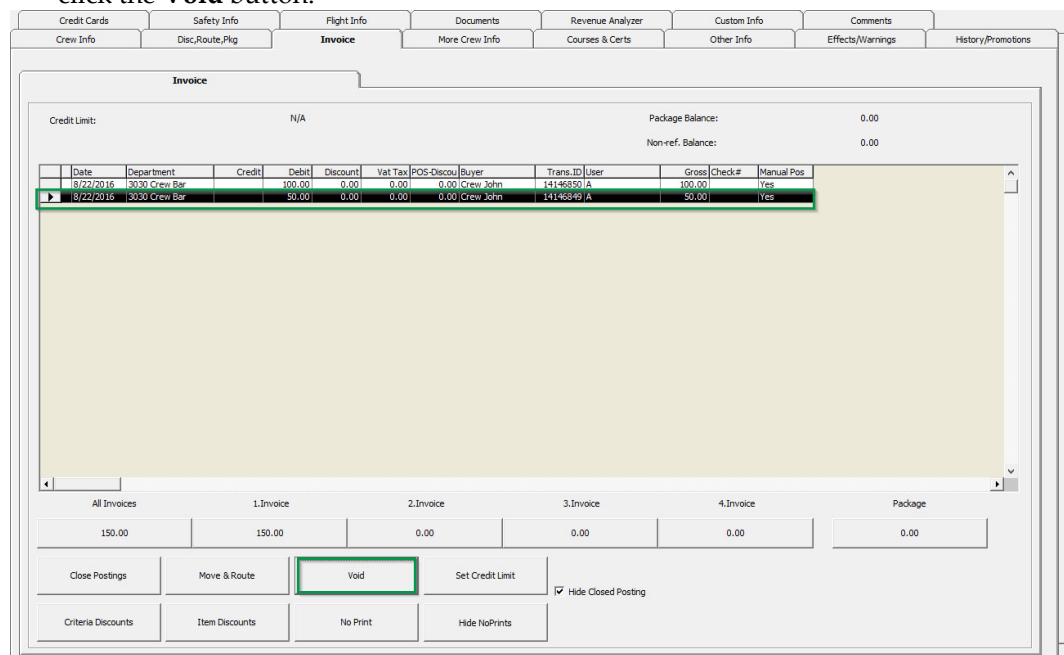 click the Void button.
Credit Cards Safety Info Flight Info Documents Revenue Analyzer Custom Info Comments
Crew Info Disc,Route,Pkg Invoice More Crew Info Courses & Certs Other Info Effects/Warnings History/Promotions
Invoice
Credit Limit: N/A Package Balance: 0.00
Non-ref. Balance: 0.00
Date Department Credit Debit Discount Vat Tax POS-Discou Buyer Trans.ID User Gross Check# Manual Pos
8/22/2016 3030 Crew Bar 100.00 0.00 0.00 0.00 Crew John 14146850 A 100.00 Yes
8/22/2016 3030 Crew Bar 50.00 0.00 0.00 0.00 Crew John 14146849 A 50.00 Yes
All Invoices 1.Invoice 2.Invoice 3.Invoice 4.Invoice Package
150.00 150.00 0.00 0.00 0.00 0.00
Close Postings Move & Route Void Set Credit Limit Hide Closed Posting
Criteria Discounts Item Discounts No Print Hide NoPrints